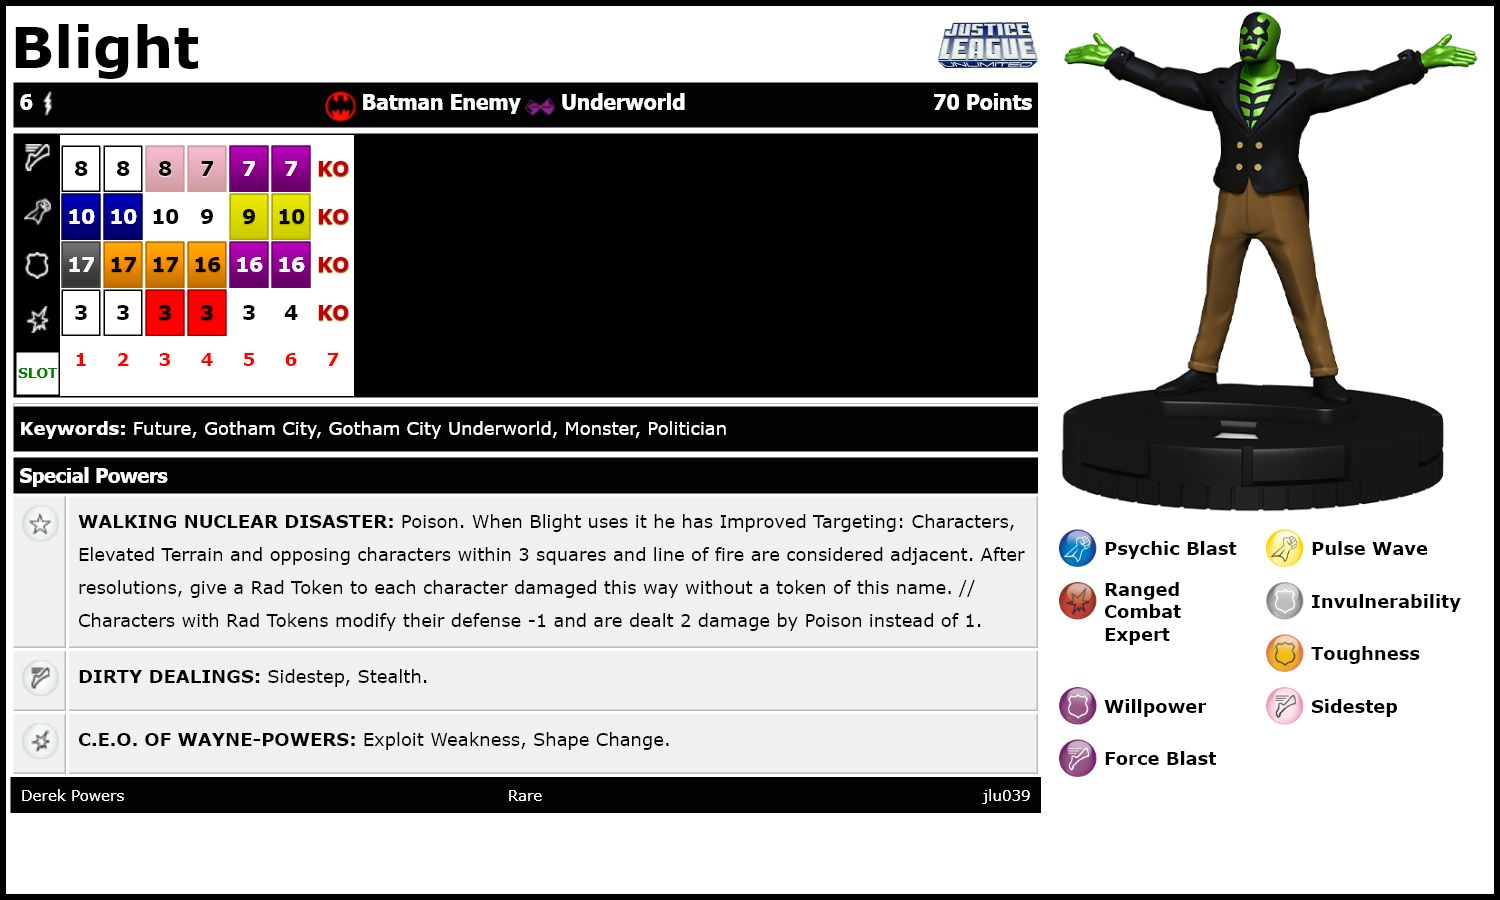 Blight
JUSTICE
LEAGUE
UNLIMITED
6 Batman Enemy Underworld 70 Points
8 8 8 7 7 7 KO
10 10 10 9 9 10 KO
17 17 17 16 16 16 KO
3 3 3 3 3 4 KO
SLOT 1 2 3 4 5 6 7
Keywords: Future, Gotham City, Gotham City Underworld, Monster, Politician
Special Powers
WALKING NUCLEAR DISASTER: Poison. When Blight uses it he has Improved Targeting: Characters,
Elevated Terrain and opposing characters within 3 squares and line of fire are considered adjacent. After
resolutions, give a Rad Token to each character damaged this way without a token of this name. //
Characters with Rad Tokens modify their defense -1 and are dealt 2 damage by Poison instead of 1.
DIRTY DEALINGS: Sidestep, Stealth.
C.E.O. OF WAYNE-POWERS: Exploit Weakness, Shape Change.
Derek Powers Rare jlu039
Psychic Blast
Pulse Wave
Ranged
Combat
Expert
Invulnerability
Toughness
Willpower
Sidestep
Force Blast